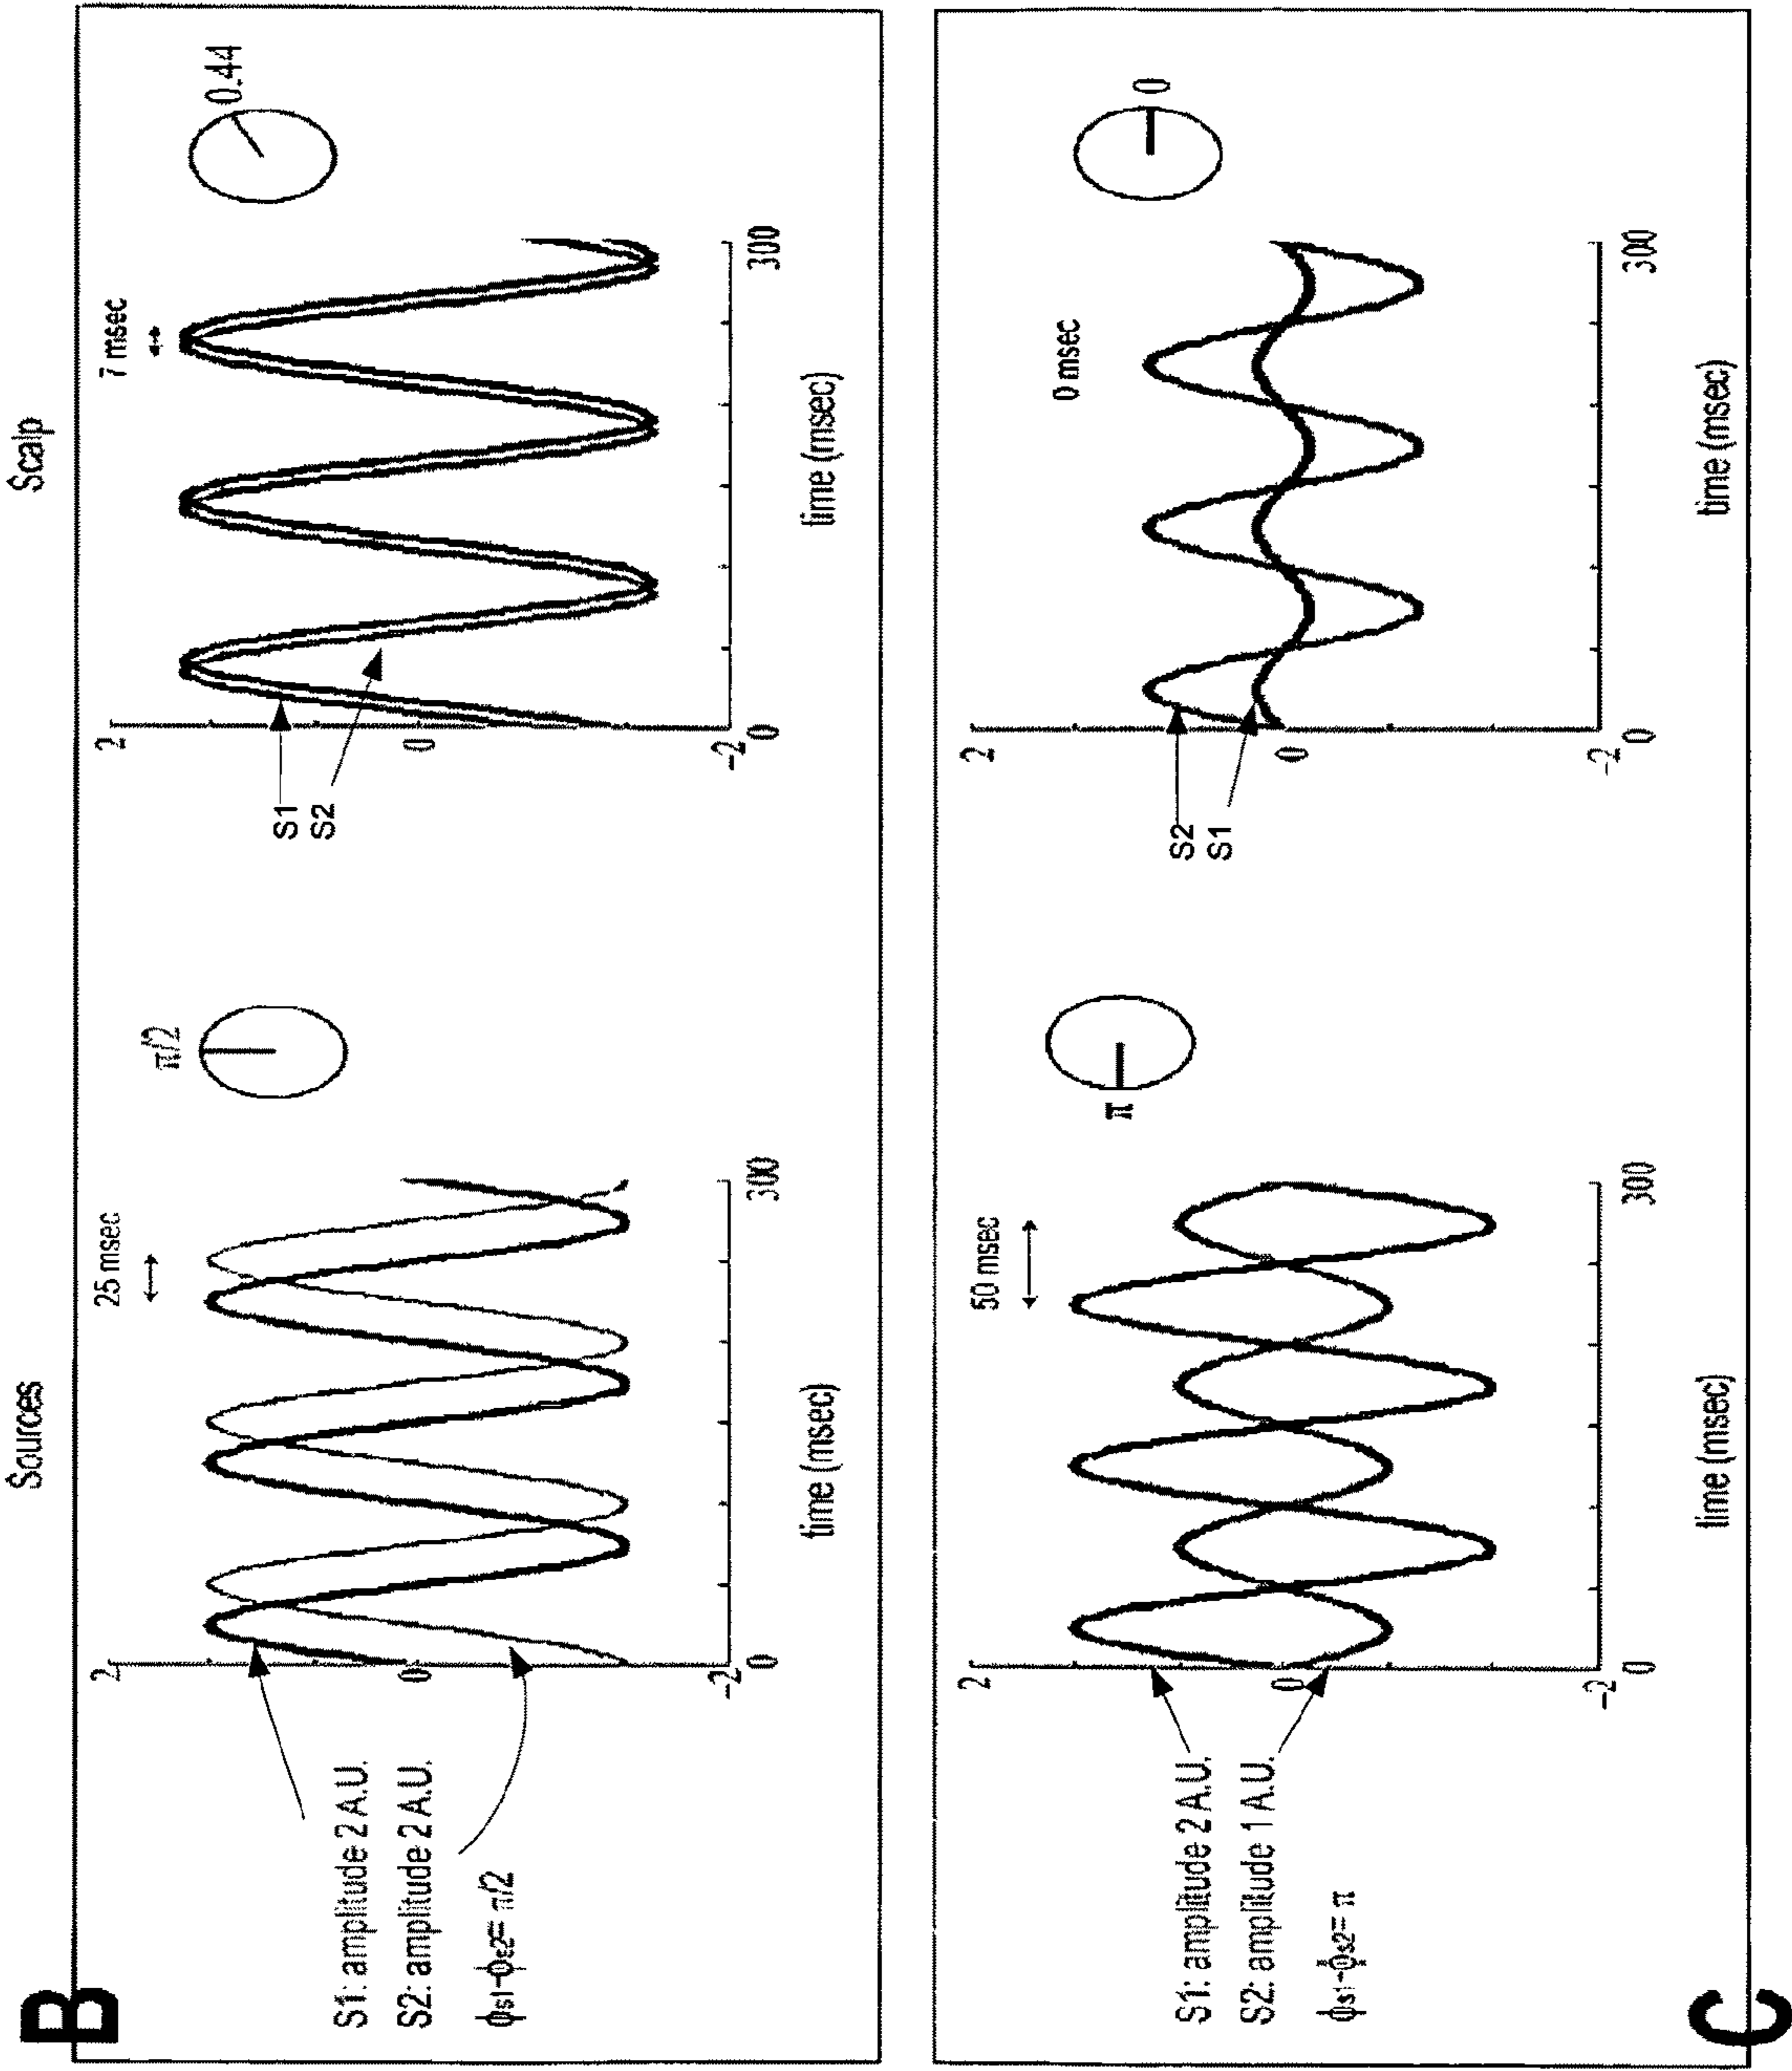 Sources
Scalp
B
S1: amplitude 2 A.U.
S2: amplitude 2 A.U.
ϕs1-ϕs2= π/2
2
0
-2
0
300
time (msec)
25 msec
π/2
S1
S2
2
0
-2
0
300
time (msec)
7 msec
0.44
C
S1: amplitude 2 A.U.
S2: amplitude 1 A.U.
ϕs1-ϕs2= π
2
0
-2
0
300
time (msec)
50 msec
π
S2
S1
2
0
-2
0
300
time (msec)
0 msec
0